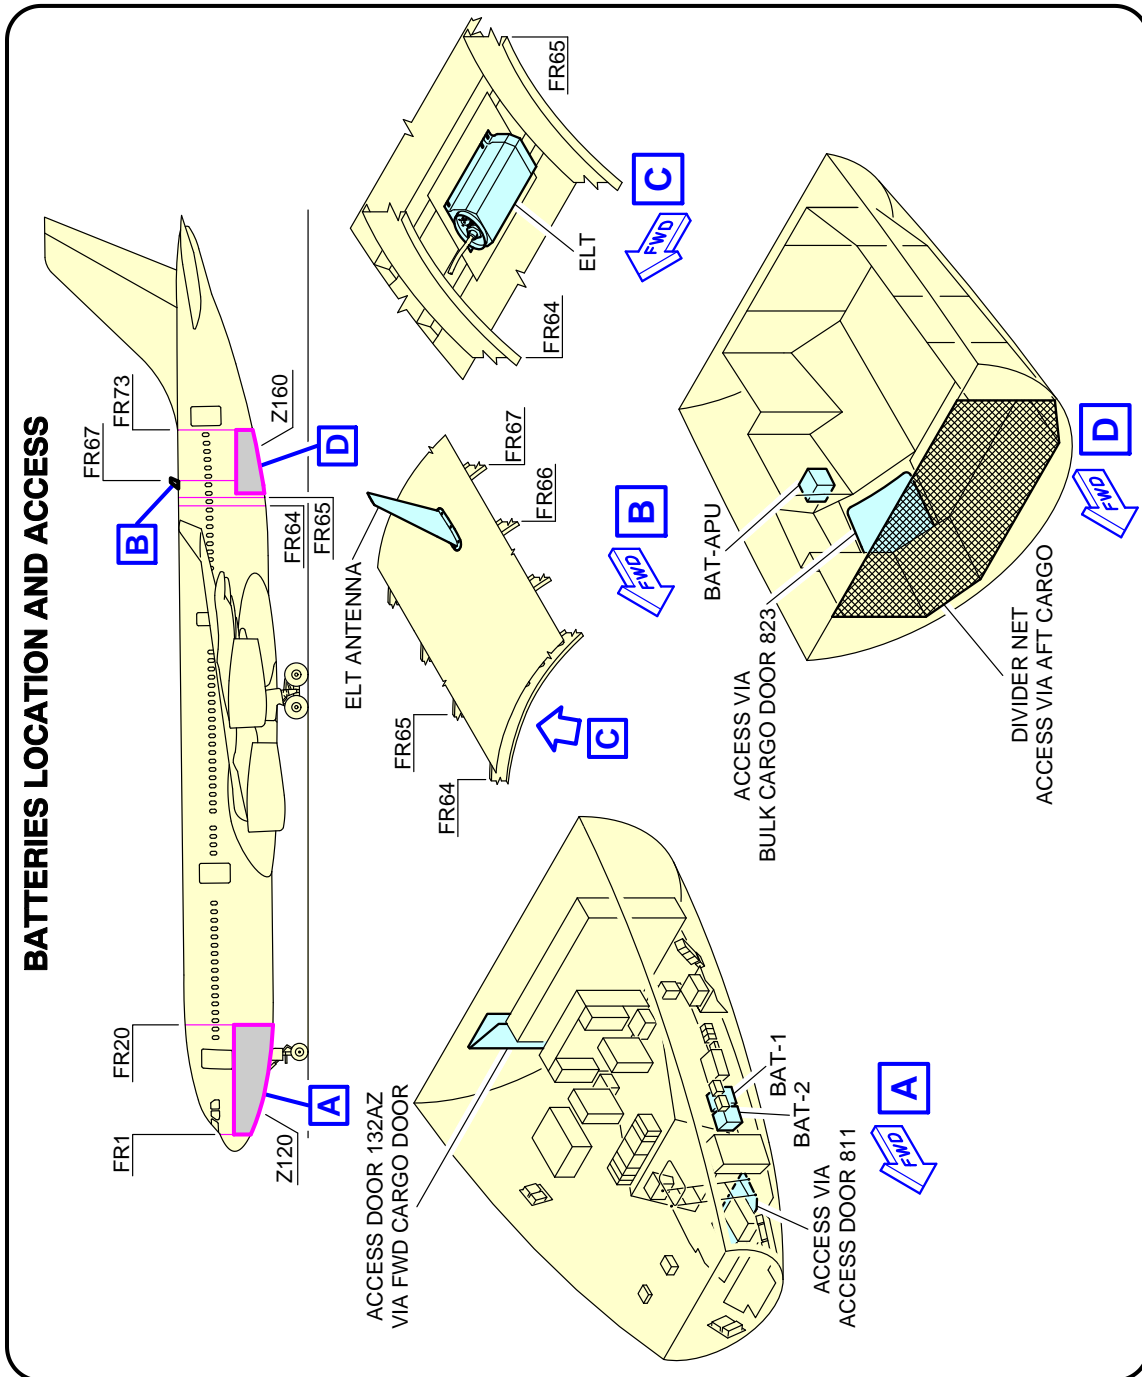 BATTERIES LOCATION AND ACCESS
FR1
FR20
FR67
FR73
B
A
Z120
FR64
FR65
D
Z160
ACCESS DOOR 132AZ
VIA FWD CARGO DOOR
BAT-1
BAT-2
ACCESS VIA
ACCESS DOOR 811
FWD
A
ELT ANTENNA
FR65
FR64
FR66
FR67
C
FWD
B
FR65
FR64
ELT
FWD
C
BAT-APU
ACCESS VIA
BULK CARGO DOOR 823
DIVIDER NET
ACCESS VIA AFT CARGO
FWD
D